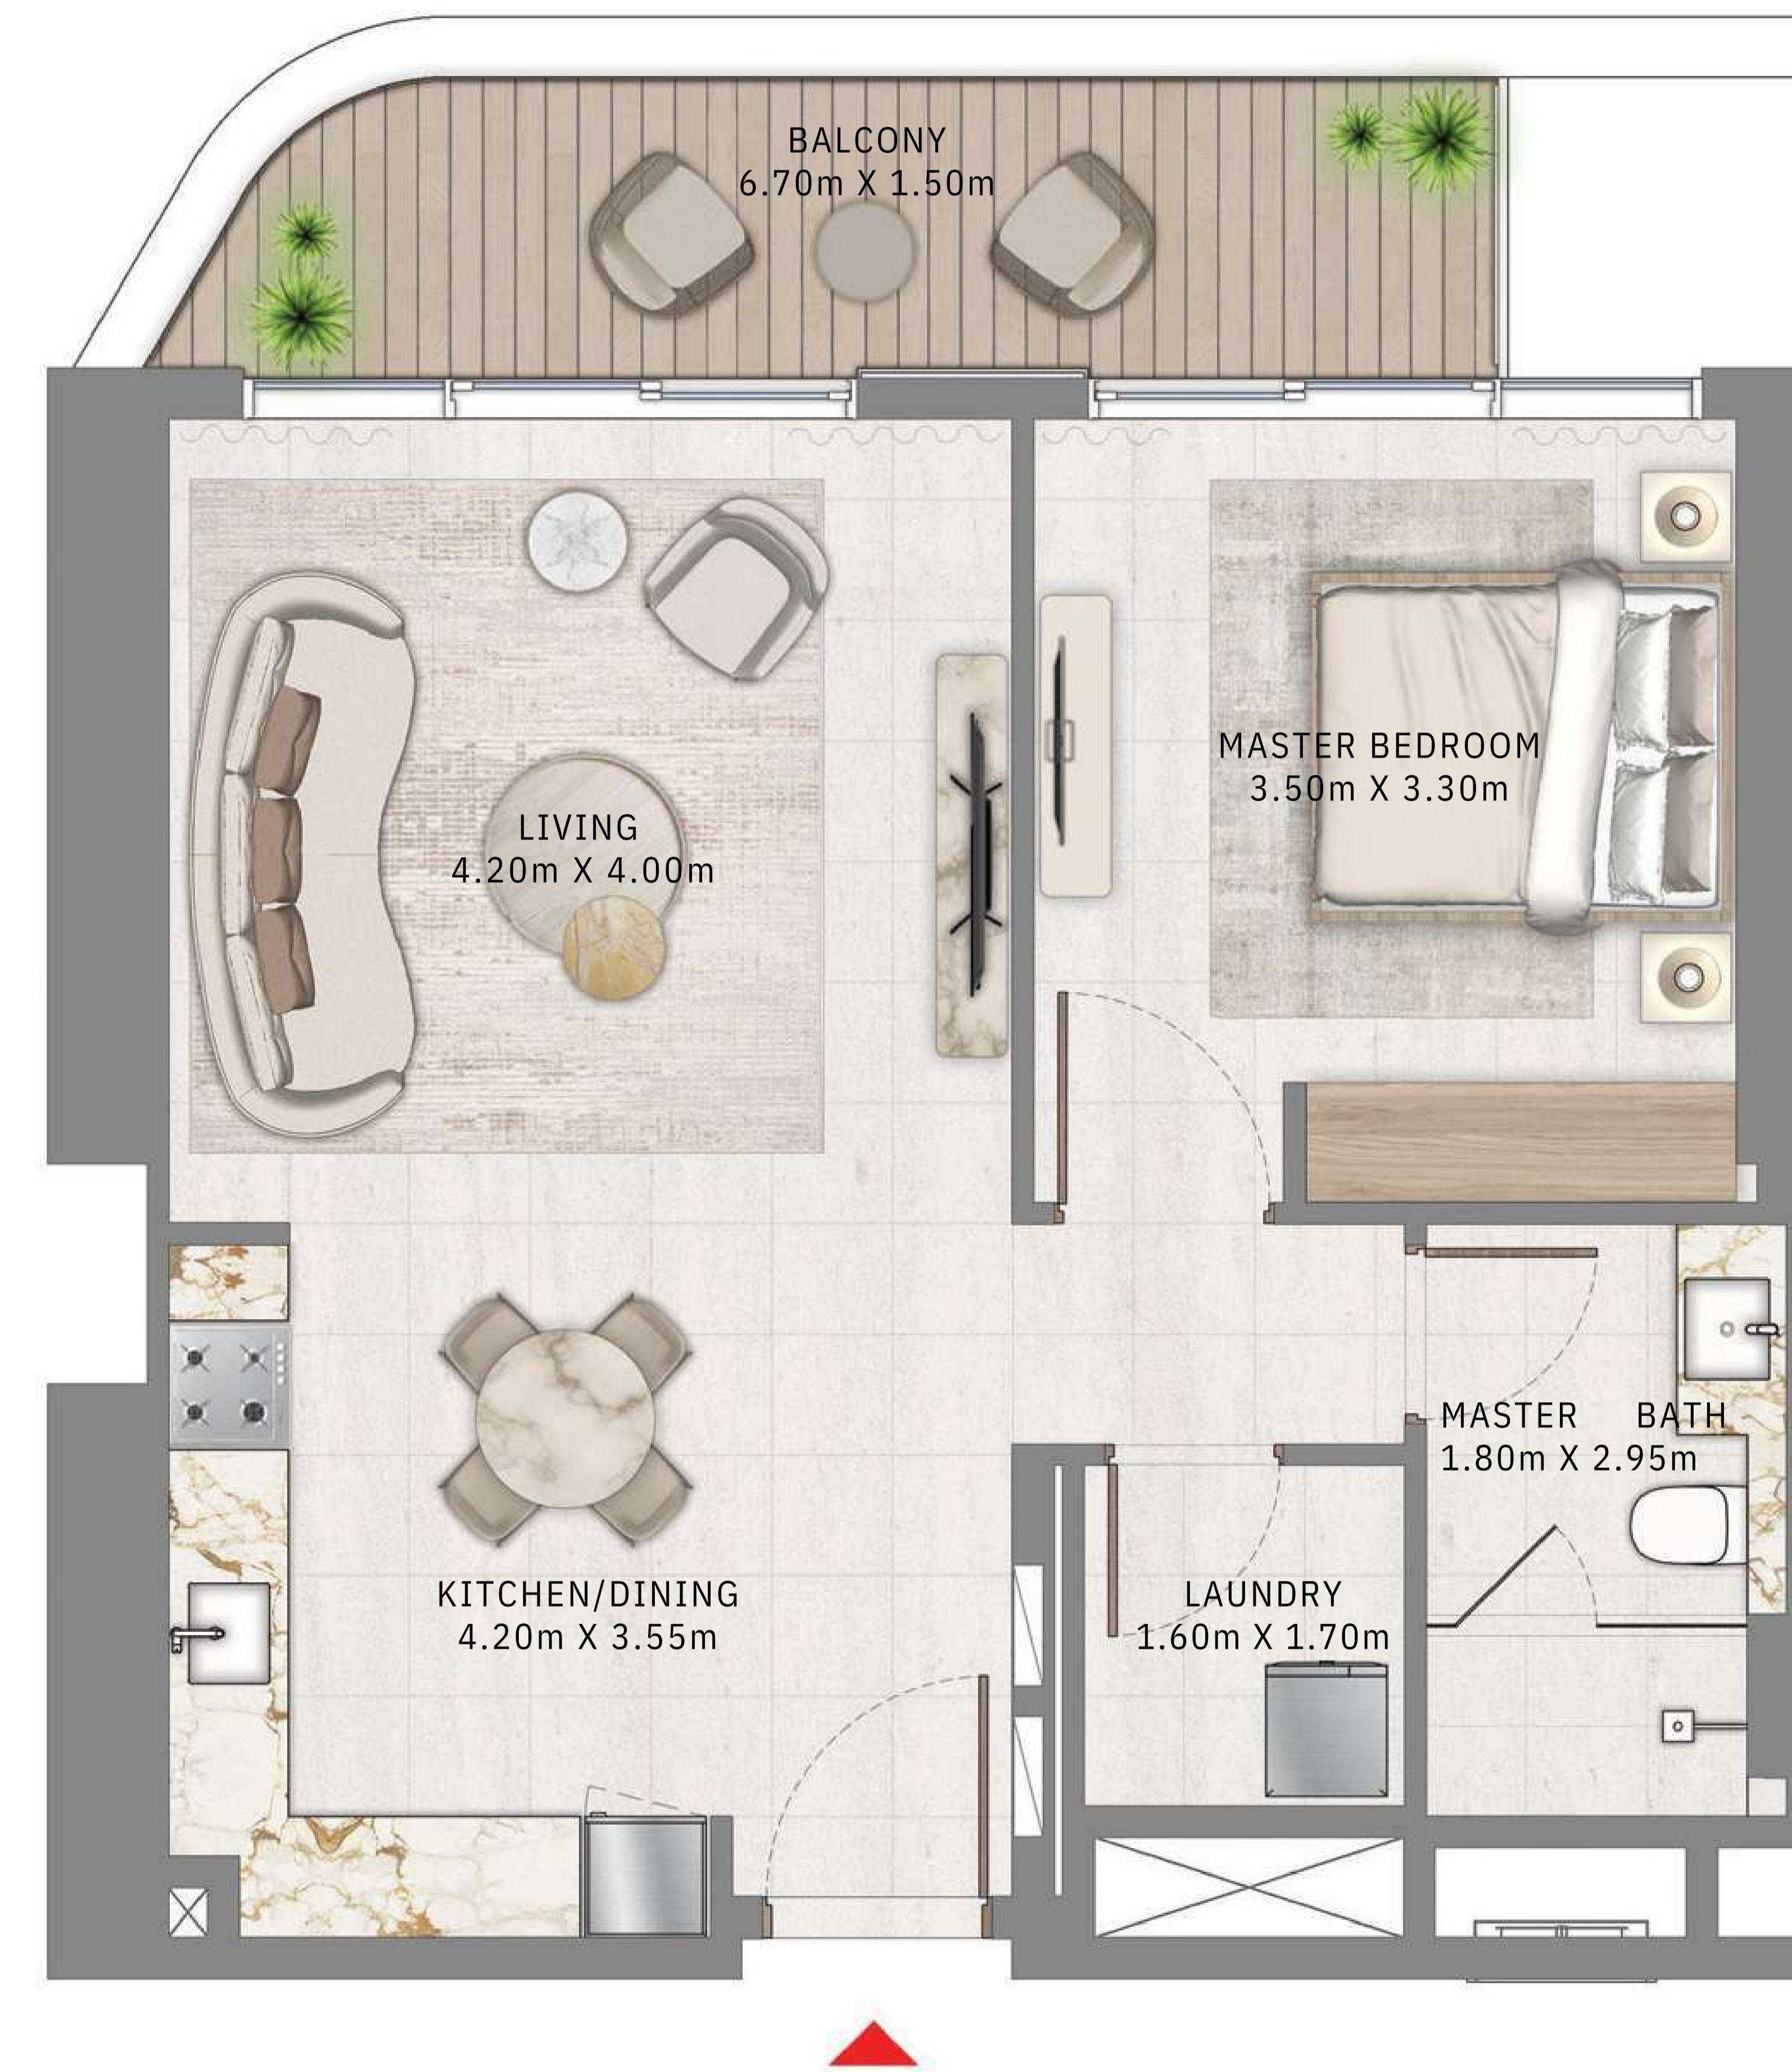 BALCONY
6.70m X 1.50m
MASTER BEDROOM
3.50m X 3.30m
LIVING
4.20m X 4.00m
MASTER BATH
1.80m X 2.95m
KITCHEN/DINING
4.20m X 3.55m
LAUNDRY
1.60m X 1.70m